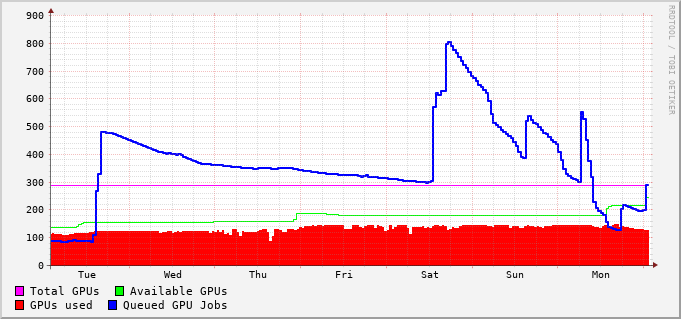 900
800
700
600
500
400
300
200
100
0
Tue Wed Thu Fri Sat Sun Mon
Total GPUs Available GPUs
GPUs used Queued GPU Jobs
RRDTOOL / TOBI OETIKER